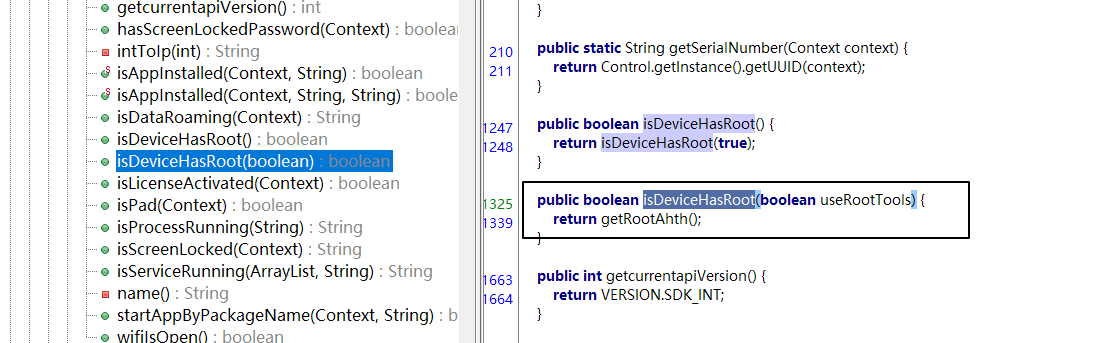 getcurrentapiVersion() : int
hasScreenLockedPassword(Context) : boolean
intToIp(int) : String
isAppInstalled(Context, String) : boolean
isAppInstalled(Context, String, String) : boole
isDataRoaming(Context) : String
isDeviceHasRoot() : boolean
isDeviceHasRoot(boolean) : boolean
isLicenseActivated(Context) : boolean
isPad(Context) : boolean
isProcessRunning(String) : String
isScreenLocked(Context) : String
isServiceRunning(ArrayList, String) : String
name() : String
startAppByPackageName(Context, String) : b
wifiIsOpen() : boolean
}
210 public static String getSerialNumber(Context context) {
211 return Control.getInstance().getUUID(context);
}
1247 public boolean isDeviceHasRoot() {
1248 return isDeviceHasRoot(true);
}
1325 public boolean isDeviceHasRoot(boolean useRootTools) {
1339 return getRootAhth();
}
1663 public int getcurrentapiVersion() {
1664 return VERSION.SDK_INT;
}